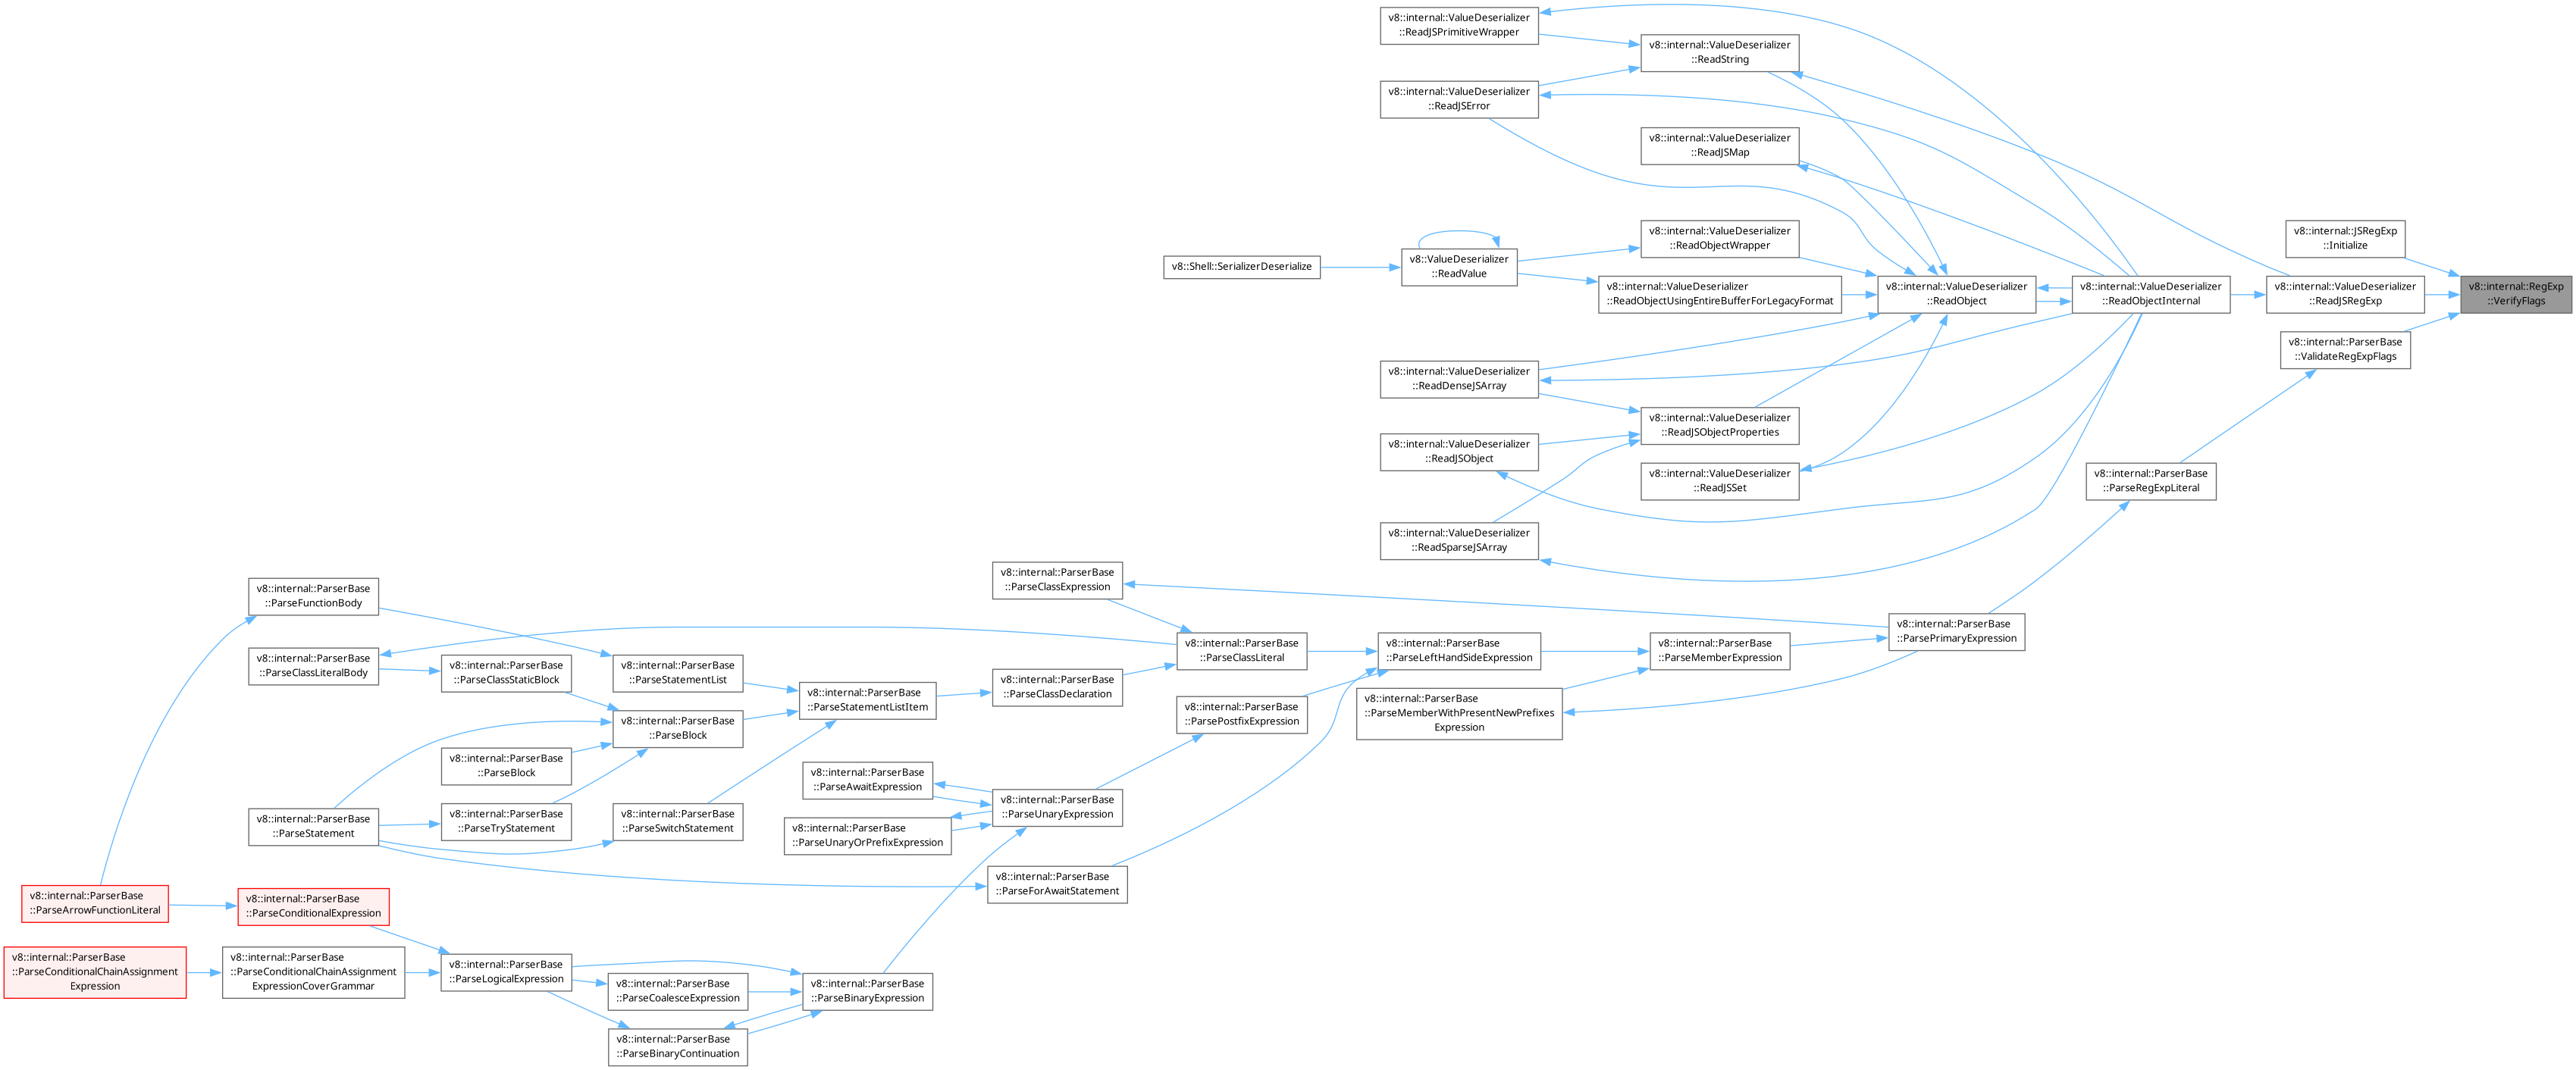 v8::internal::ValueDeserializer
::ReadJSPrimitiveWrapper
v8::internal::ValueDeserializer
::ReadString
v8::internal::ValueDeserializer
::ReadJSError
v8::internal::ValueDeserializer
::ReadJSMap
v8::internal::ValueDeserializer
::ReadObjectWrapper
v8::internal::JSRegExp
::Initialize
v8::Shell::SerializerDeserialize
v8::ValueDeserializer
::ReadValue
v8::internal::ValueDeserializer
::ReadObjectUsingEntireBufferForLegacyFormat
v8::internal::ValueDeserializer
::ReadObject
v8::internal::ValueDeserializer
::ReadObjectInternal
v8::internal::ValueDeserializer
::ReadJSRegExp
v8::internal::RegExp
::VerifyFlags
v8::internal::ParserBase
::ValidateRegExpFlags
v8::internal::ValueDeserializer
::ReadDenseJSArray
v8::internal::ValueDeserializer
::ReadJSObjectProperties
v8::internal::ValueDeserializer
::ReadJSObject
v8::internal::ValueDeserializer
::ReadJSSet
v8::internal::ParserBase
::ParseRegExpLiteral
v8::internal::ValueDeserializer
::ReadSparseJSArray
v8::internal::ParserBase
::ParseClassExpression
v8::internal::ParserBase
::ParseFunctionBody
v8::internal::ParserBase
::ParsePrimaryExpression
v8::internal::ParserBase
::ParseClassLiteralBody
v8::internal::ParserBase
::ParseClassStaticBlock
v8::internal::ParserBase
::ParseStatementList
v8::internal::ParserBase
::ParseClassLiteral
v8::internal::ParserBase
::ParseLeftHandSideExpression
v8::internal::ParserBase
::ParseMemberExpression
v8::internal::ParserBase
::ParseStatementListItem
v8::internal::ParserBase
::ParseClassDeclaration
v8::internal::ParserBase
::ParseBlock
v8::internal::ParserBase
::ParsePostfixExpression
v8::internal::ParserBase
::ParseMemberWithPresentNewPrefixes
Expression
v8::internal::ParserBase
::ParseBlock
v8::internal::ParserBase
::ParseAwaitExpression
v8::internal::ParserBase
::ParseStatement
v8::internal::ParserBase
::ParseTryStatement
v8::internal::ParserBase
::ParseSwitchStatement
v8::internal::ParserBase
::ParseUnaryOrPrefixExpression
v8::internal::ParserBase
::ParseUnaryExpression
v8::internal::ParserBase
::ParseForAwaitStatement
v8::internal::ParserBase
::ParseArrowFunctionLiteral
v8::internal::ParserBase
::ParseConditionalExpression
v8::internal::ParserBase
::ParseConditionalChainAssignment
Expression
v8::internal::ParserBase
::ParseConditionalChainAssignment
ExpressionCoverGrammar
v8::internal::ParserBase
::ParseLogicalExpression
v8::internal::ParserBase
::ParseCoalesceExpression
v8::internal::ParserBase
::ParseBinaryExpression
v8::internal::ParserBase
::ParseBinaryContinuation